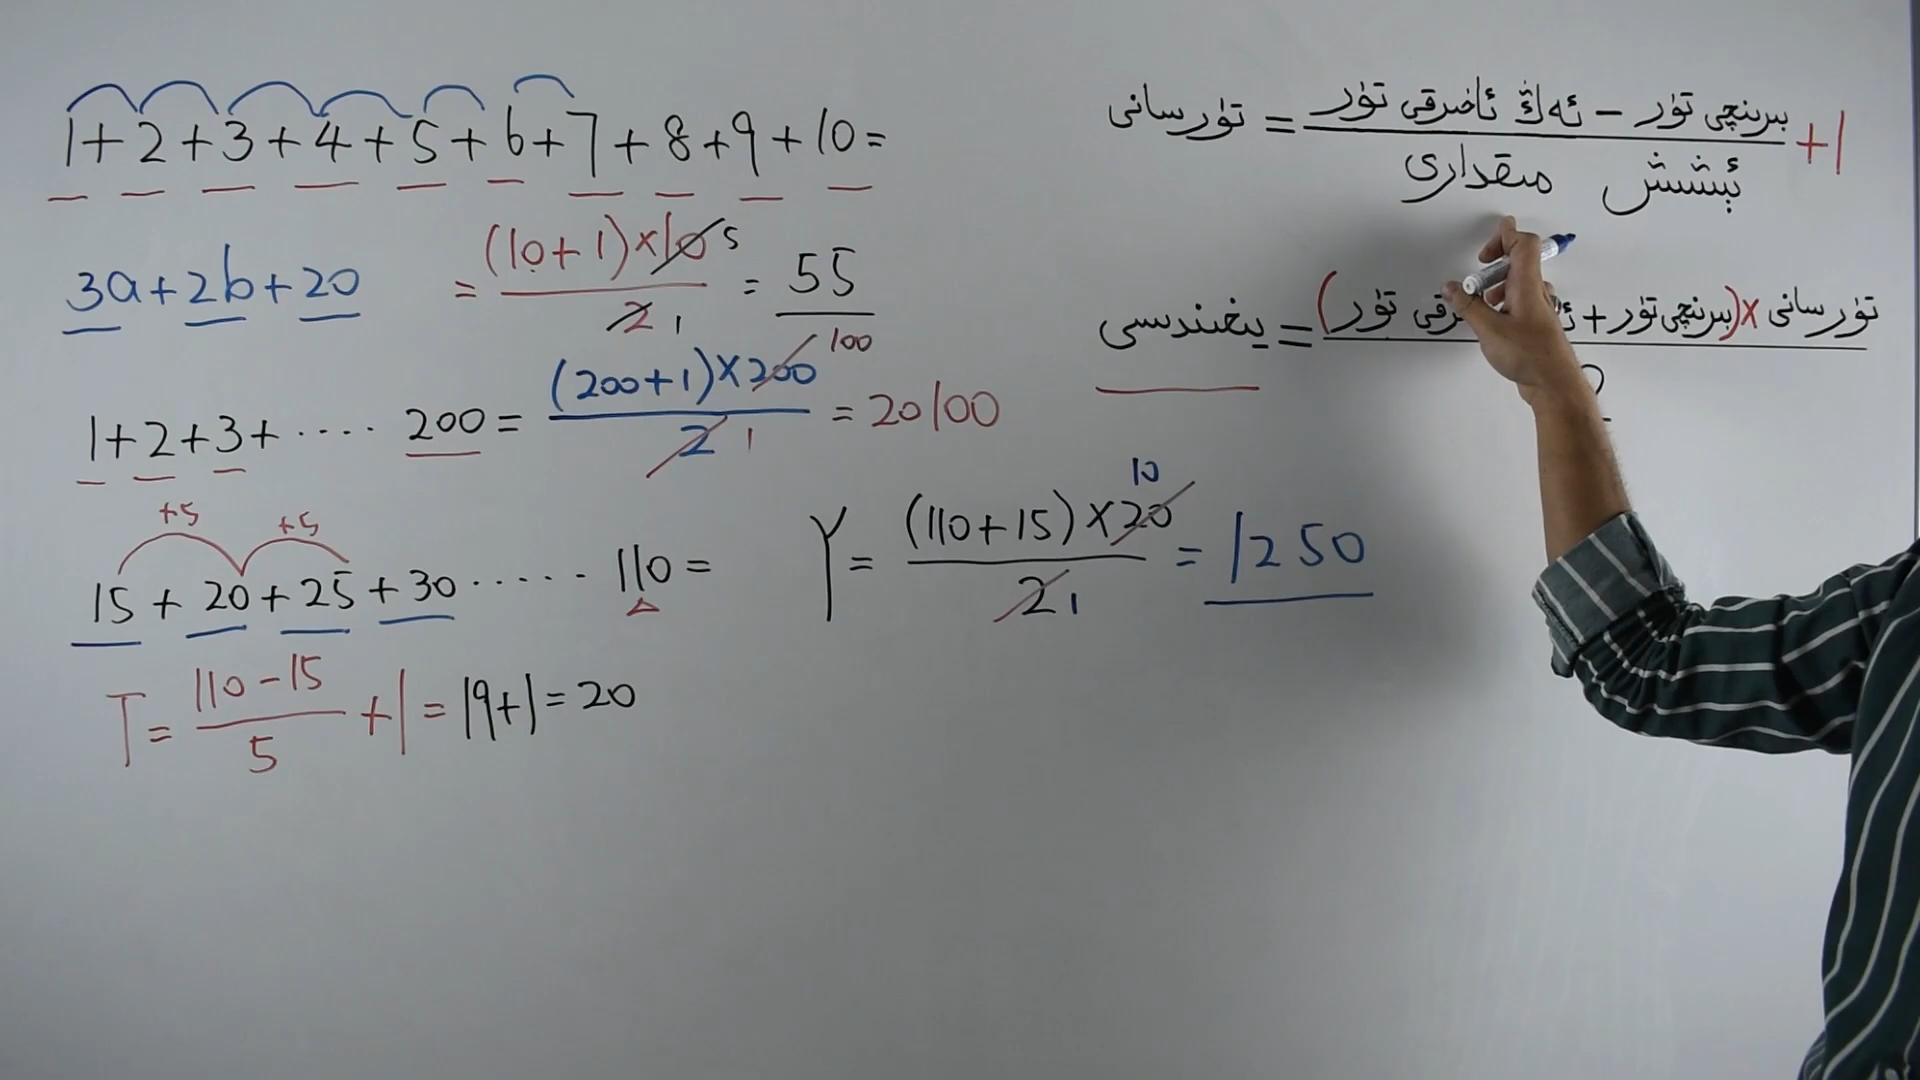 1+2+3+4+5+6+7+8+9+10=
= (10+1)×10 5 / 2 1 = 55
3a+2b+20
1+2+3+ .... 200 = (200+1)×200 100 / 2 1 = 20100
+5 +5
15+20+25+30 ...... 110 =
T = 110-15 / 5 +1 = 19+1 = 20
Y = (110+15)×20 10 / 2 1 = 1250
تۈر سانى = ئەڭ ئاخىرقى تۈر − بىرىنچى تۈر +1
ئېشىش مىقدارى
يىغىندىسى = (تۈر +بىرىنچى تۈر)× تۈر سانى
2